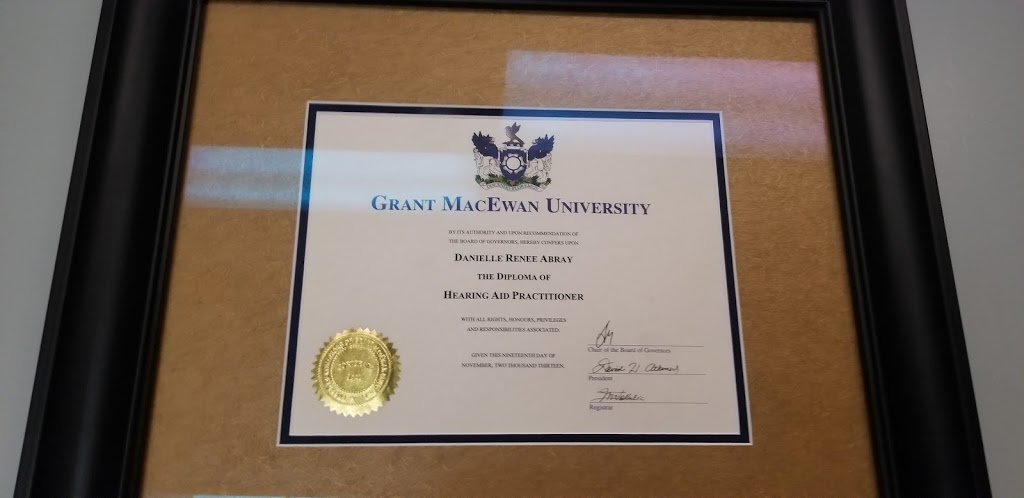 GRANT MACEWAN UNIVERSITY
BY ITS AUTHORITY AND UPON RECOMMENDATION OF
THE BOARD OF GOVERNORS, HEREBY CONFERS UPON
DANIELLE RENEE ABRAY
THE DIPLOMA OF
HEARING AID PRACTITIONER
WITH ALL RIGHTS, HONOURS, PRIVILEGES
AND RESPONSIBILITIES ASSOCIATED.
GIVEN THIS NINETEENTH DAY OF
NOVEMBER, TWO THOUSAND THIRTEEN.
Chair of the Board of Governors
President
Registrar